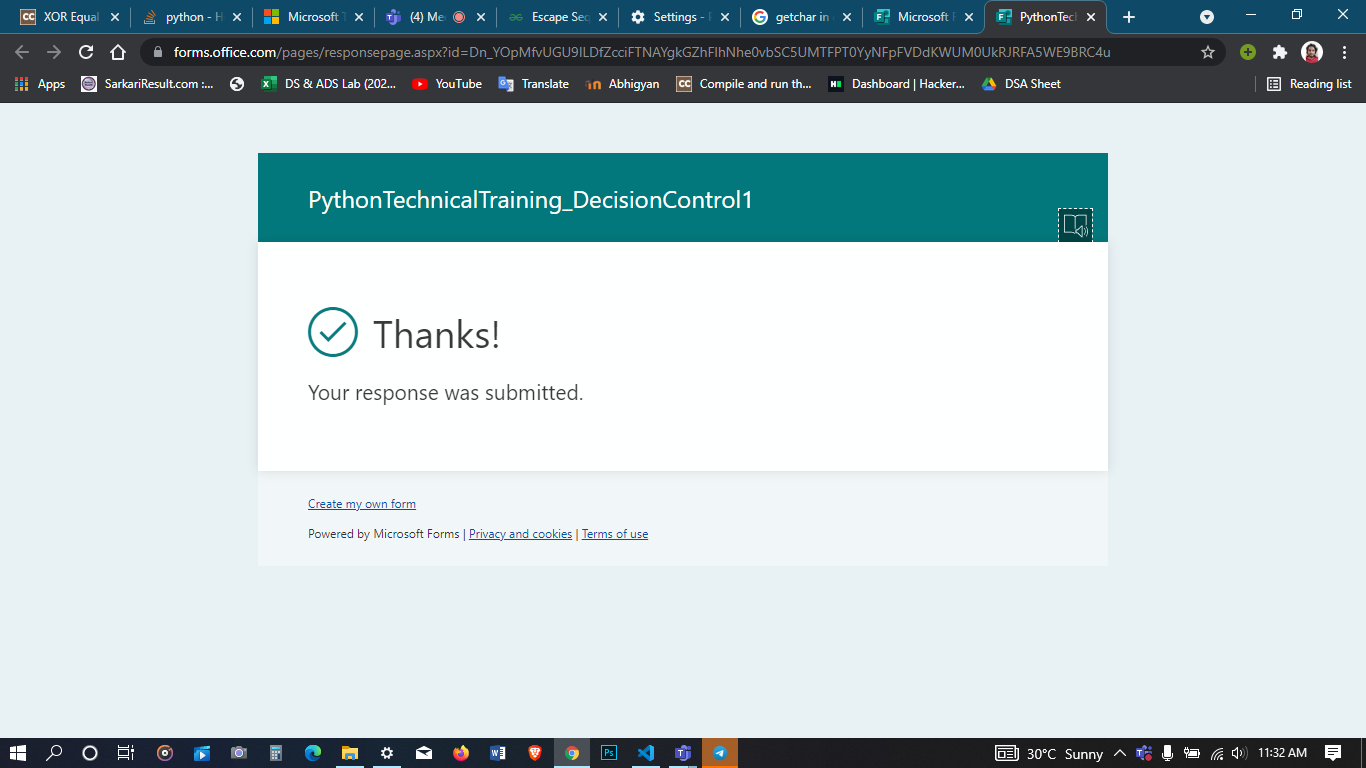 XOR Equal
python - H
Microsoft T
(4) Mee
Escape Seq
Settings - P
getchar in c
Microsoft F
PythonTech
forms.office.com/pages/responsepage.aspx?id=Dn_YOpMfvUGU9ILDfZcciFTNAYgkGZhFlhNhe0vbSC5UMTFPT0YyNFpFVDdKWUM0UkRJRFA5WE9BRC4u
Apps
SarkariResult.com :...
DS & ADS Lab (202...
YouTube
Translate
Abhigyan
Compile and run th...
Dashboard | Hacker...
DSA Sheet
Reading list
PythonTechnicalTraining_DecisionControl1
Thanks!
Your response was submitted.
Create my own form
Powered by Microsoft Forms | Privacy and cookies | Terms of use
30°C Sunny
11:32 AM